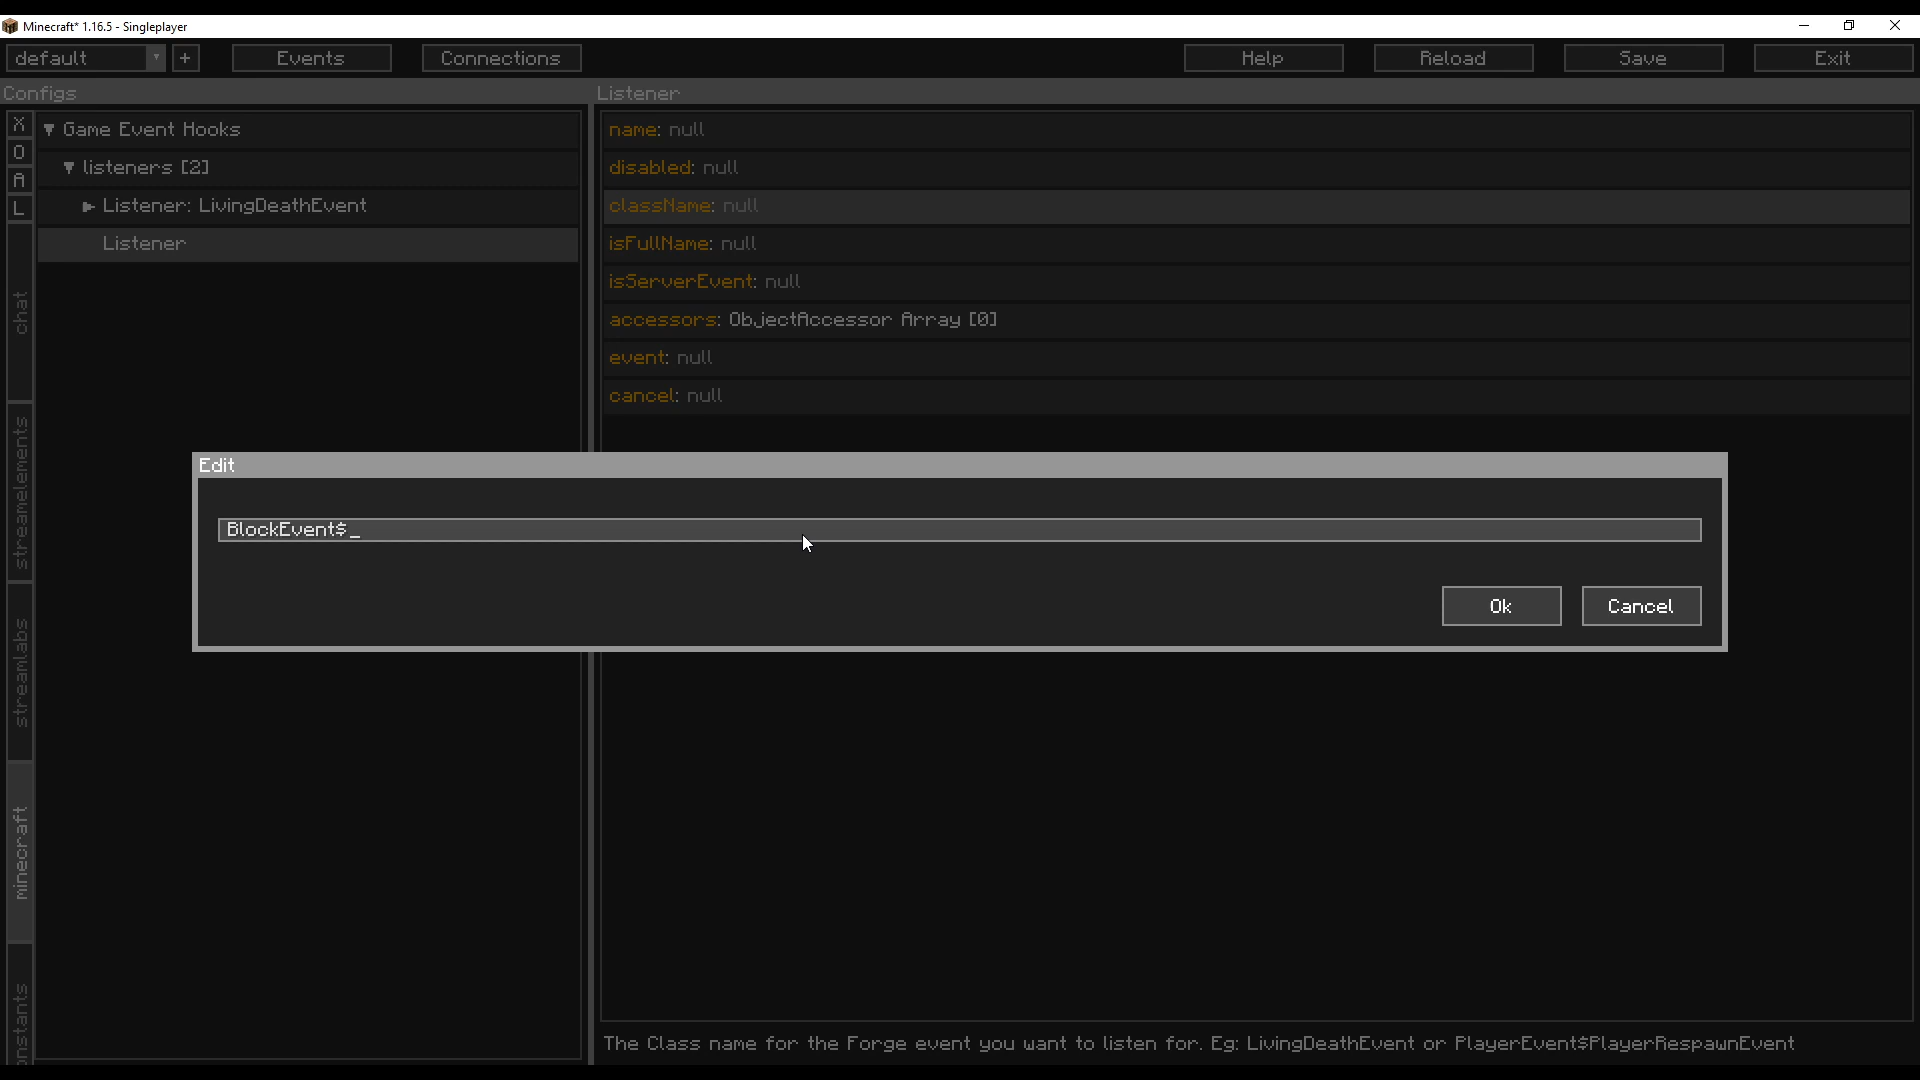 Minecraft* 1.16.5 - Singleplayer
default + Events Connections Help Reload Save Exit
Configs
Listener
X
O
A
L
chat
streamelements
streamlabs
minecraft
Game Event Hooks
listeners [2]
Listener: LivingDeathEvent
Listener
name: null
disabled: null
className: null
isFullName: null
isServerEvent: null
accessors: ObjectAccessor Array [0]
event: null
cancel: null
Edit
BlockEvent$_
Ok Cancel
The Class name for the Forge event you want to listen for. Eg: LivingDeathEvent or PlayerEvent$PlayerRespawnEvent